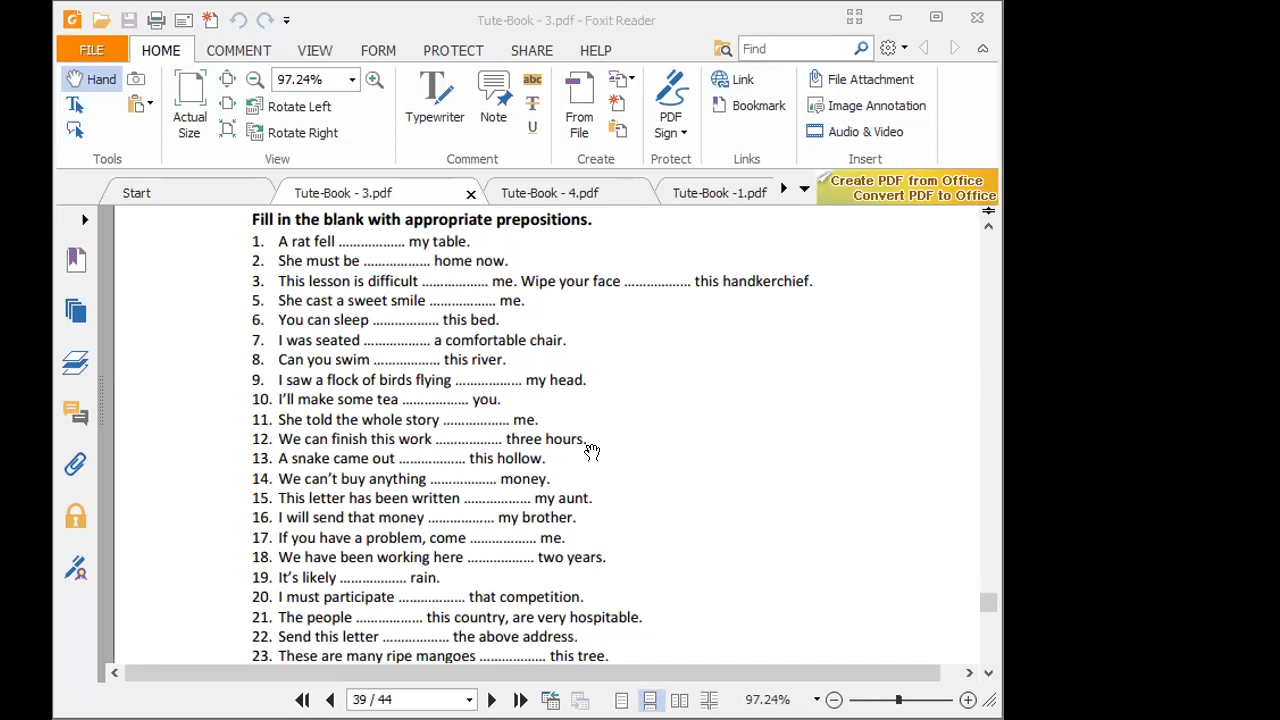 Tute-Book - 3.pdf - Foxit Reader
FILE HOME COMMENT VIEW FORM PROTECT SHARE HELP Find
Hand 97.24% Typewriter Note From File PDF Sign Link File Attachment
Actual Size Rotate Left Bookmark Image Annotation
Rotate Right Audio & Video
Tools View Comment Create Protect Links Insert
Start Tute-Book - 3.pdf Tute-Book - 4.pdf Tute-Book -1.pdf Create PDF from Office
Convert PDF to Office
Fill in the blank with appropriate prepositions.
1. A rat fell ……………… my table.
2. She must be ……………… home now.
3. This lesson is difficult ……………… me. Wipe your face ……………… this handkerchief.
5. She cast a sweet smile ……………… me.
6. You can sleep ……………… this bed.
7. I was seated ……………… a comfortable chair.
8. Can you swim ……………… this river.
9. I saw a flock of birds flying ……………… my head.
10. I’ll make some tea ……………… you.
11. She told the whole story ……………… me.
12. We can finish this work ……………… three hours.
13. A snake came out ……………… this hollow.
14. We can’t buy anything ……………… money.
15. This letter has been written ……………… my aunt.
16. I will send that money ……………… my brother.
17. If you have a problem, come ……………… me.
18. We have been working here ……………… two years.
19. It’s likely ……………… rain.
20. I must participate ……………… that competition.
21. The people ……………… this country, are very hospitable.
22. Send this letter ……………… the above address.
23. These are many ripe mangoes ……………… this tree.
39 / 44 97.24%